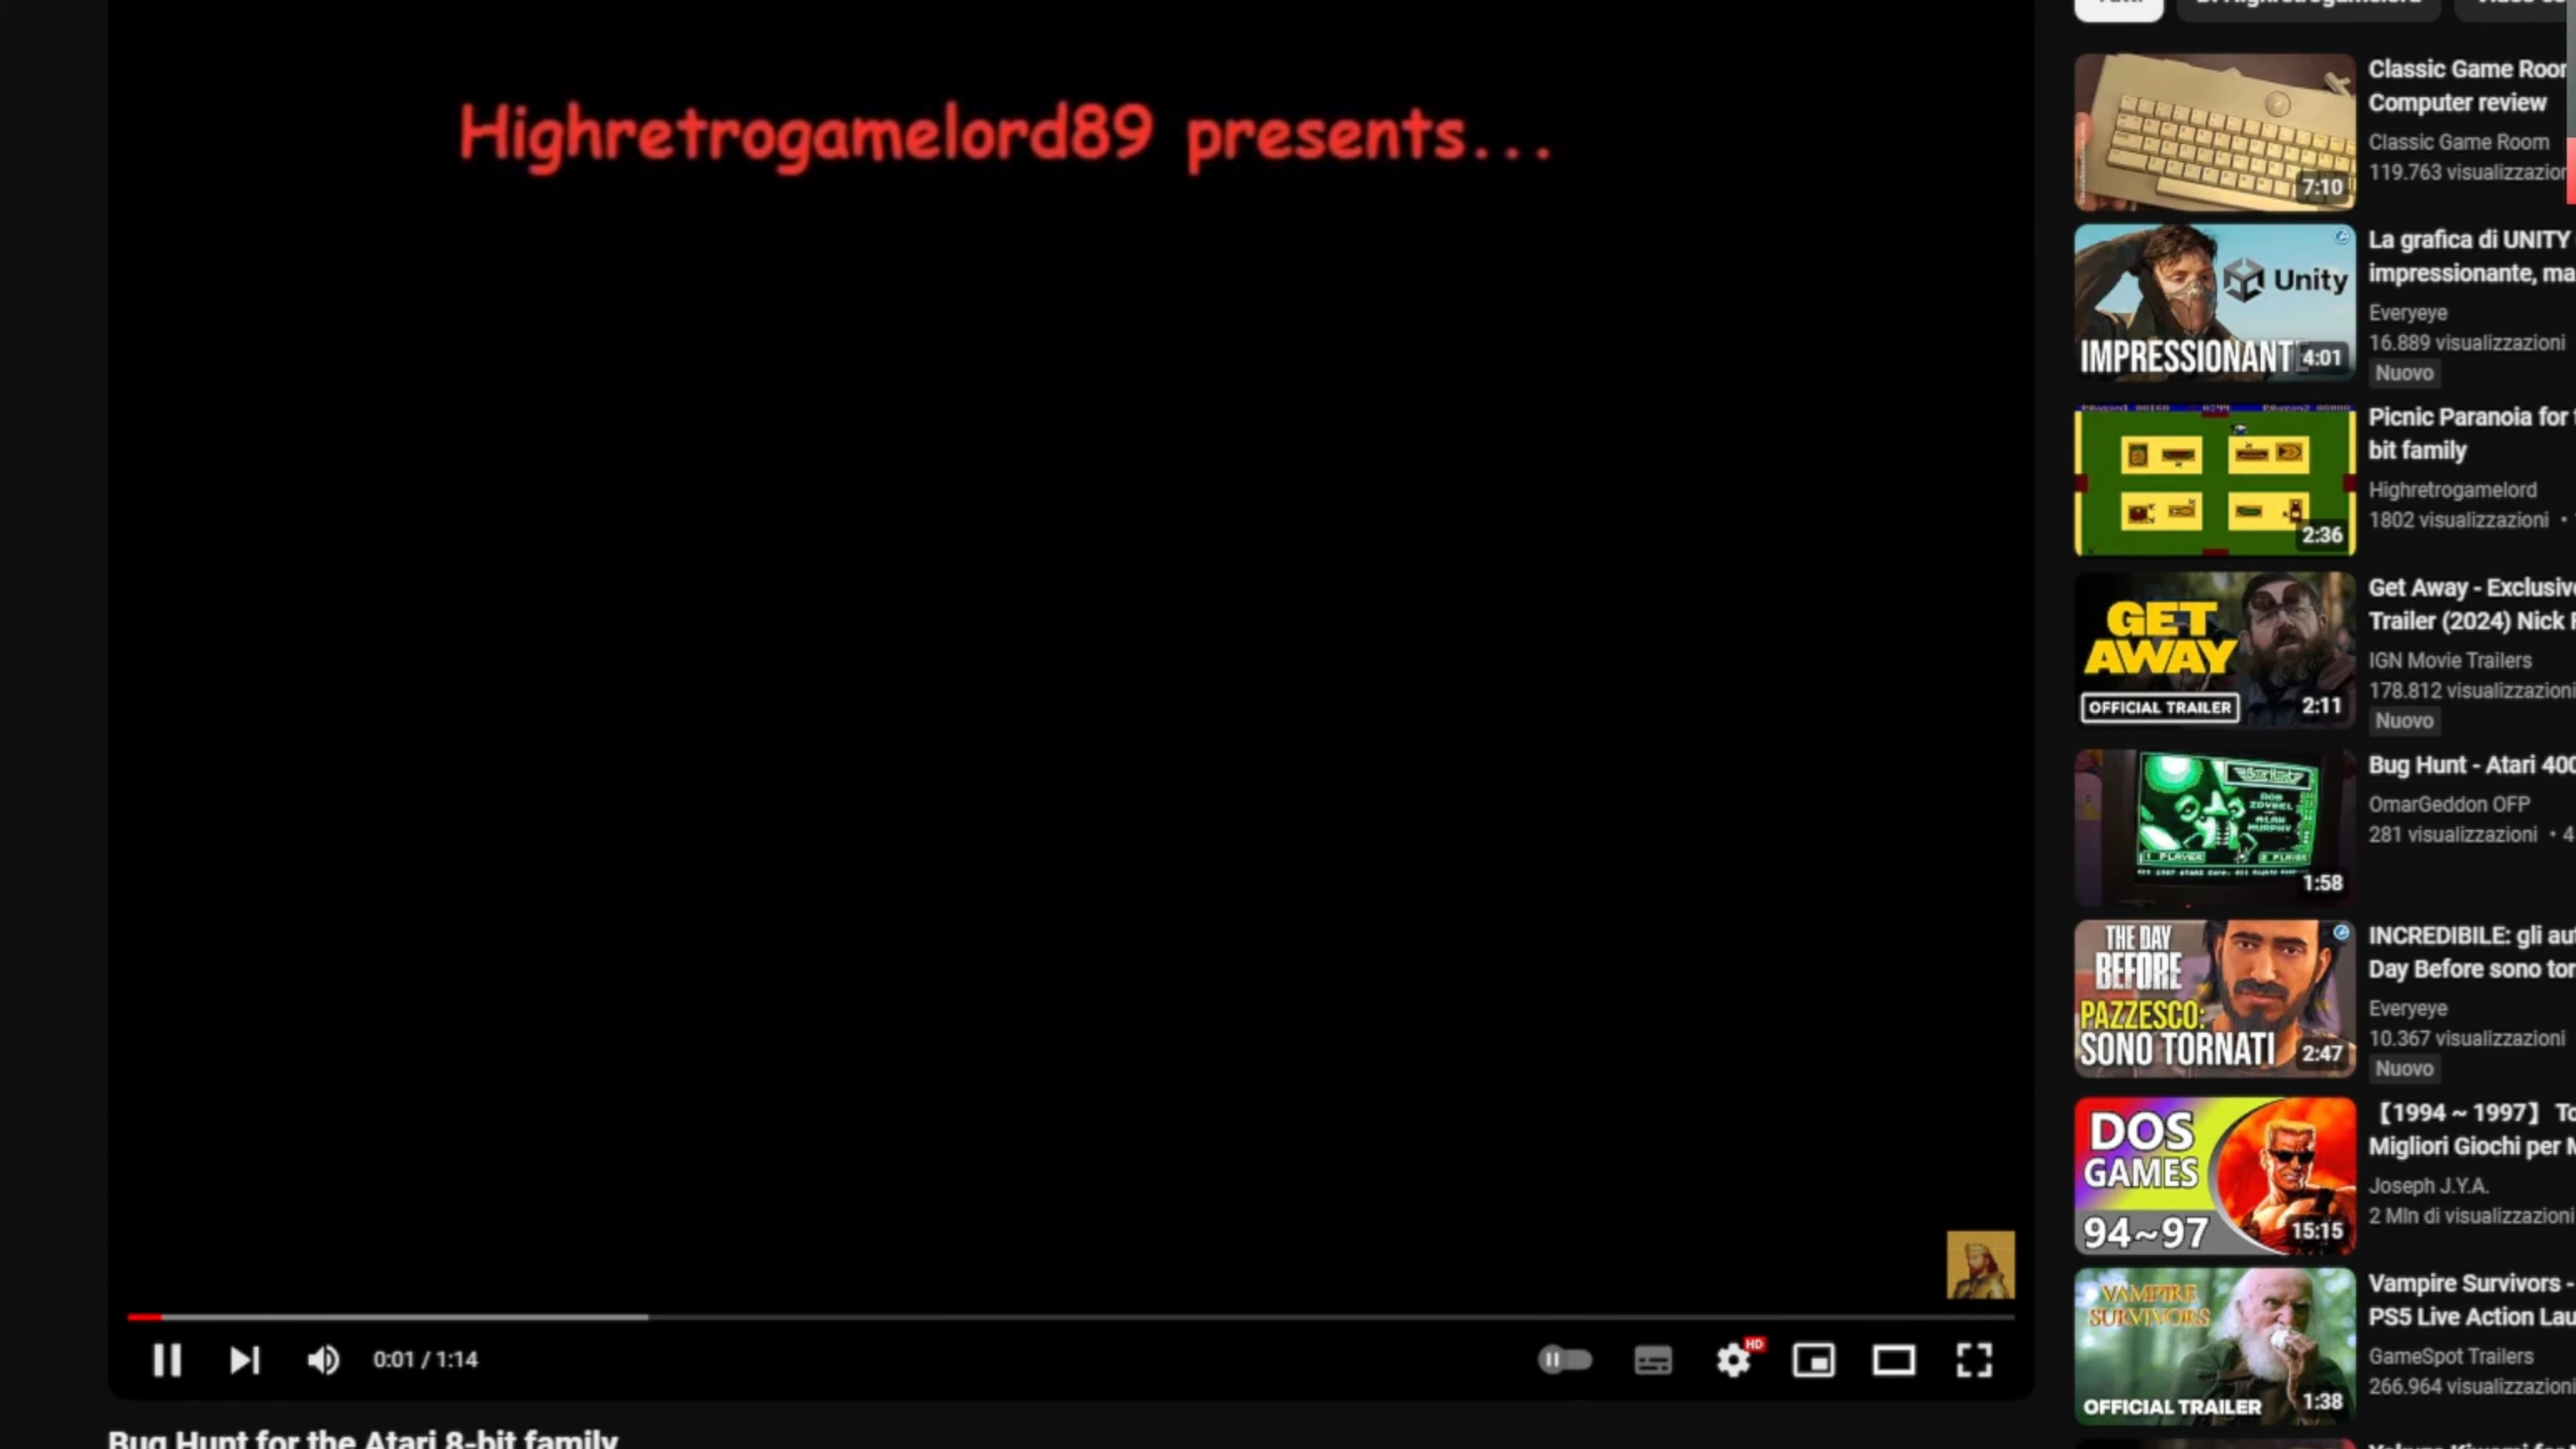 Highretrogamelord89 presents...
0:01 / 1:14
HD
Bug Hunt for the Atari 8-bit family
Classic Game Room
Computer review
Classic Game Room
119.763
7:10
La grafica di UNITY
impressionante, ma
Everyeye
16.889 visualizzazioni
Nuovo
Unity
4:01
Picnic Paranoia for
bit family
Highretrogamelord
1802 visualizzazioni •
2:36
Get Away - Exclusive
Trailer (2024) Nick
IGN Movie Trailers
178.812 visualizzazioni
Nuovo
GET
AWAY
OFFICIAL TRAILER
2:11
Bug Hunt - Atari 400
OmarGeddon OFP
281 visualizzazioni • 4
1 PLAYER
1:58
INCREDIBILE: gli
Day Before sono
Everyeye
10.367 visualizzazioni
Nuovo
THE DAY
BEFORE
PAZZESCO:
SONO TORNATI
2:47
【1994 ~ 1997】
Migliori Giochi per
Joseph J.Y.A.
2 Mln di visualizzazioni
DOS
GAMES
94~97
15:15
Vampire Survivors -
PS5 Live Action
GameSpot Trailers
266.964 visualizzazioni
VAMPIRE
SURVIVORS
OFFICIAL TRAILER
1:38